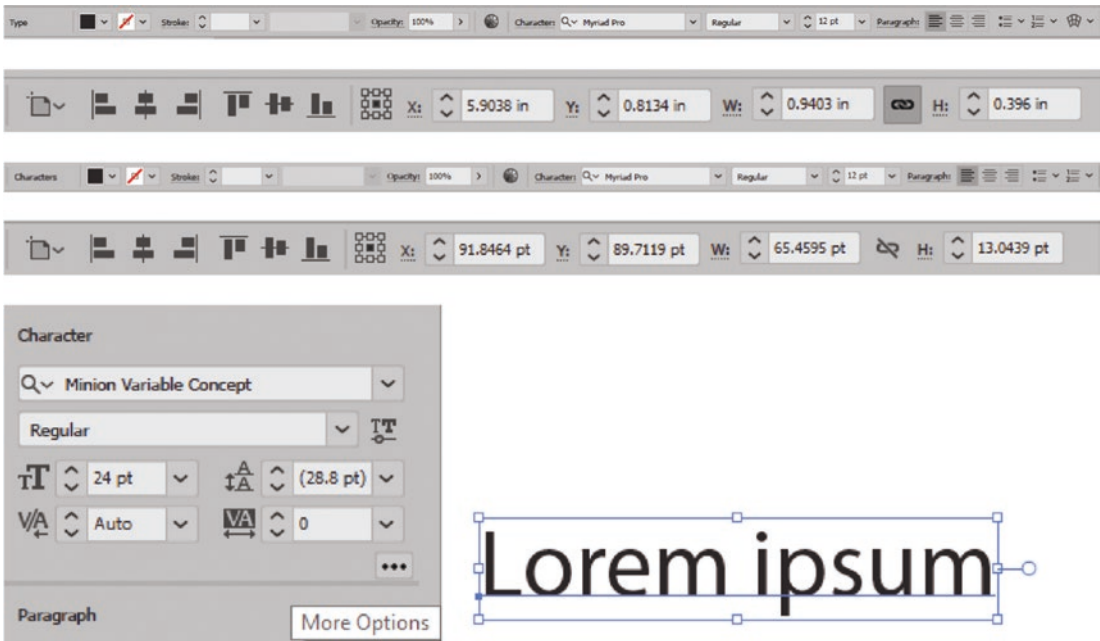 Type Stroke: Opacity: 100% Character: Myriad Pro Regular 12 pt Paragraph:
X: 5.9038 in Y: 0.8134 in W: 0.9403 in H: 0.396 in
Characters Stroke: Opacity: 100% Character: Myriad Pro Regular 12 pt Paragraph:
X: 91.8464 pt Y: 89.7119 pt W: 65.4595 pt H: 13.0439 pt
Character
Minion Variable Concept
Regular
24 pt (28.8 pt)
Auto 0
Paragraph More Options
Lorem ipsum